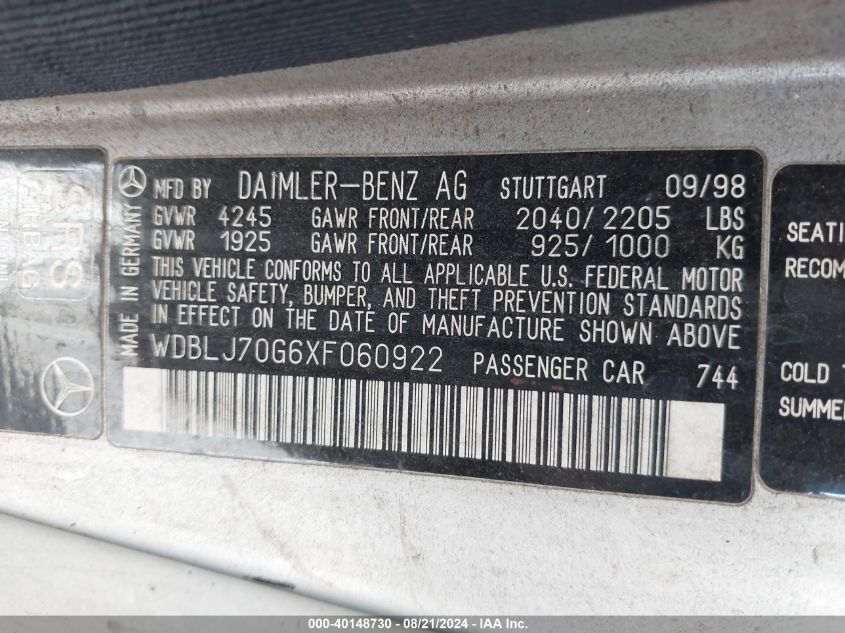 MFD BY DAIMLER-BENZ AG STUTTGART 09/98
GVWR 4245 GAWR FRONT/REAR 2040/2205 LBS
GVWR 1925 GAWR FRONT/REAR 925/1000 KG
THIS VEHICLE CONFORMS TO ALL APPLICABLE U.S. FEDERAL MOTOR
VEHICLE SAFETY, BUMPER, AND THEFT PREVENTION STANDARDS
IN EFFECT ON THE DATE OF MANUFACTURE SHOWN ABOVE
WDBLJ70G6XF060922 PASSENGER CAR 744
MADE IN GERMANY
SRS
AIRBAG
SEATI
RECOM
COLD
SUMMER
000-40148730 - 08/21/2024 - IAA, Inc.